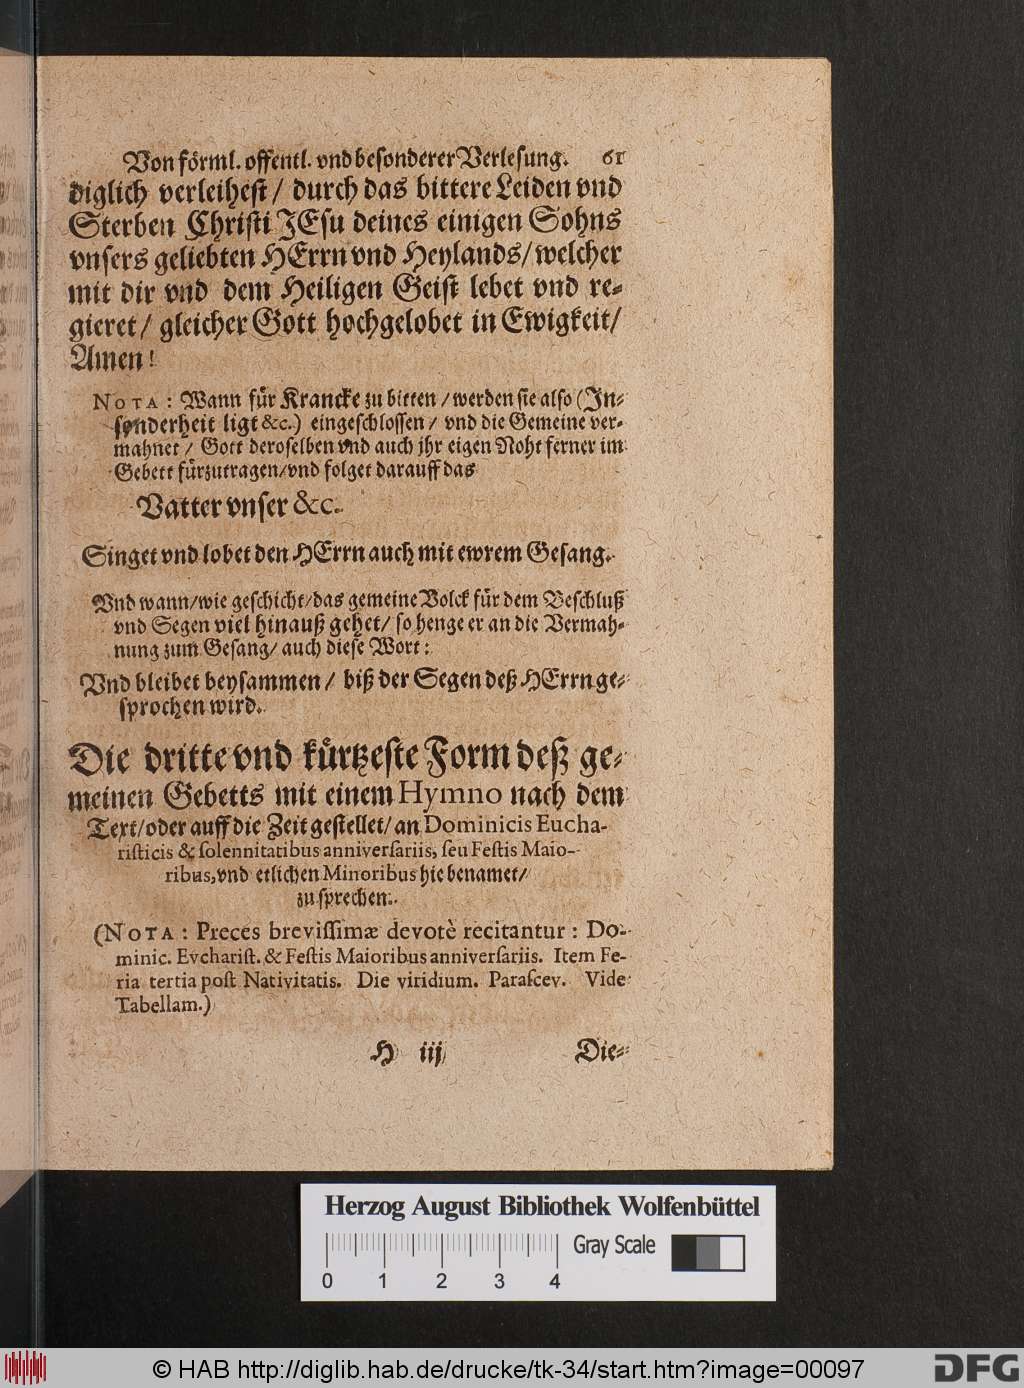 Von förml. offentl. vnd besonderer Verlesung. 61
diglich verleihest / durch das bittere Leiden vnd
Sterben Christi JEsu deines einigen Sohns
vnsers geliebten HErrn vnd Heylands/ welcher
mit dir vnd dem Heiligen Geist lebet vnd re-
gieret/ gleicher Gott hochgelobet in Ewigkeit/
Amen!
NOTA: Wann für Krancke zu bitten / werden sie also (Jn-
sonderheit ligt &c.) eingeschlossen / vnd die Gemeine ver-
mahnet / Gott deroselben vnd auch jhr eigen Noht ferner im
Gebett fürzutragen/ vnd folget darauff das
Vatter vnser &c.
Singet vnd lobet den HErrn auch mit ewrem Gesang.
Vnd wann/ wie geschicht/ das gemeine Volck für dem Beschluß
vnd Segen viel hinauß gehet/ so henge er an die Vermah-
nung zum Gesang/ auch diese Wort:
Vnd bleibet beysammen / biß der Segen deß HErrn ge-
sprochen wird.
Die dritte vnd kürtzeste Form deß ge-
meinen Gebetts mit einem Hymno nach dem
Text/ oder auff die Zeit gestellet/ an Dominicis Eucha-
risticis & solennitatibus anniversariis, seu Festis Maio-
ribus, vnd etlichen Minoribus hie benamet/
zu sprechen.
(NOTA: Preces brevissimæ devotè recitantur: Do-
minic. Evcharist. & Festis Maioribus anniversariis. Item Fe-
ria tertia post Nativitatis. Die viridium. Parascev. Vide
Tabellam.)
H iij Die-
Herzog August Bibliothek Wolfenbüttel
Gray Scale
0 1 2 3 4
© HAB http://diglib.hab.de/drucke/tk-34/start.htm?image=00097
DFG